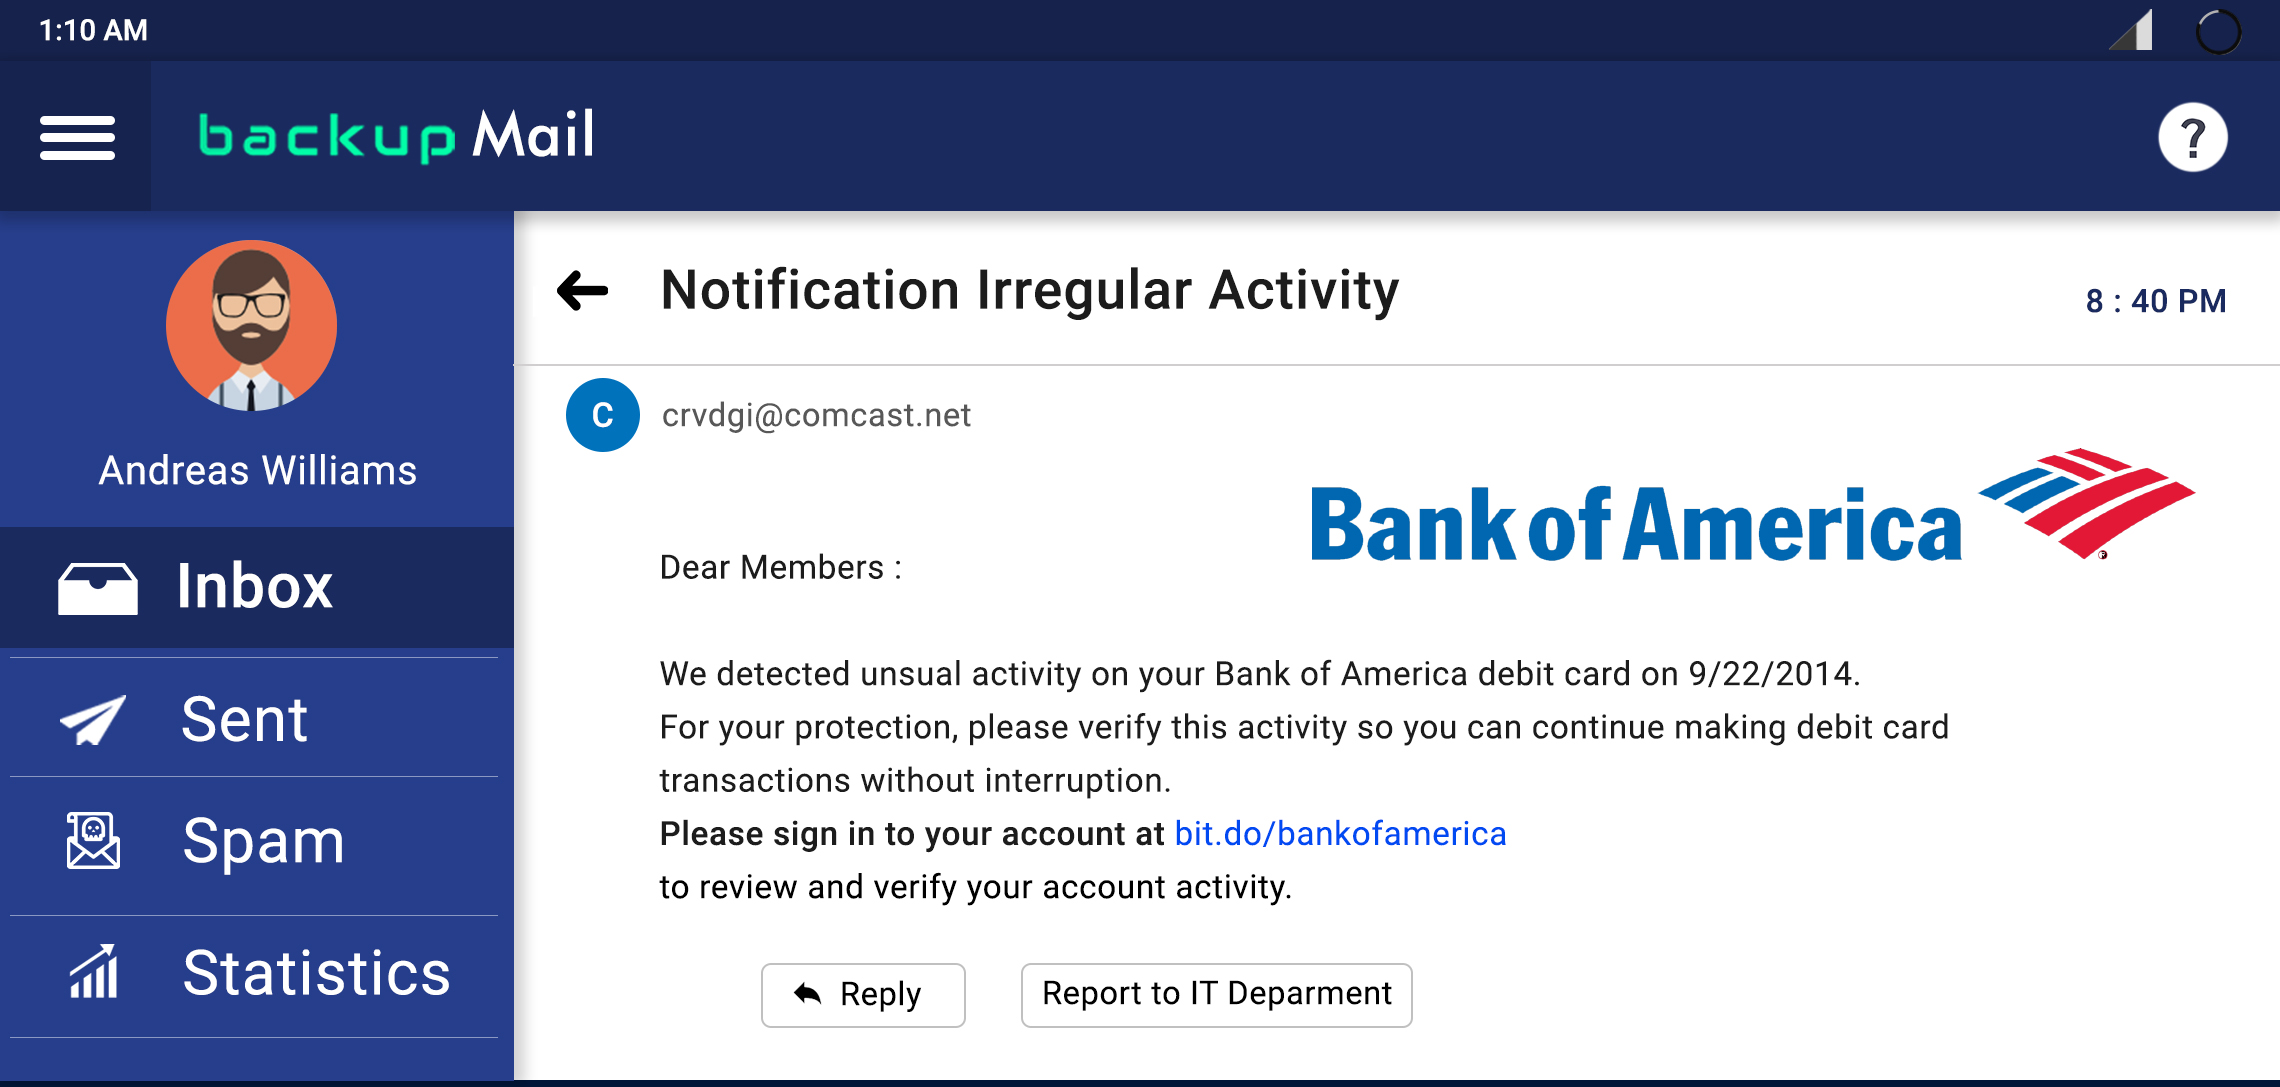 1:10 AM
backup Mail
?
Andreas Williams
Inbox
Sent
Spam
Statistics
Notification Irregular Activity
8 : 40 PM
C
crvdgi@comcast.net
Bank of America
Dear Members :
We detected unsual activity on your Bank of America debit card on 9/22/2014.
For your protection, please verify this activity so you can continue making debit card
transactions without interruption.
Please sign in to your account at bit.do/bankofamerica
to review and verify your account activity.
Reply
Report to IT Deparment